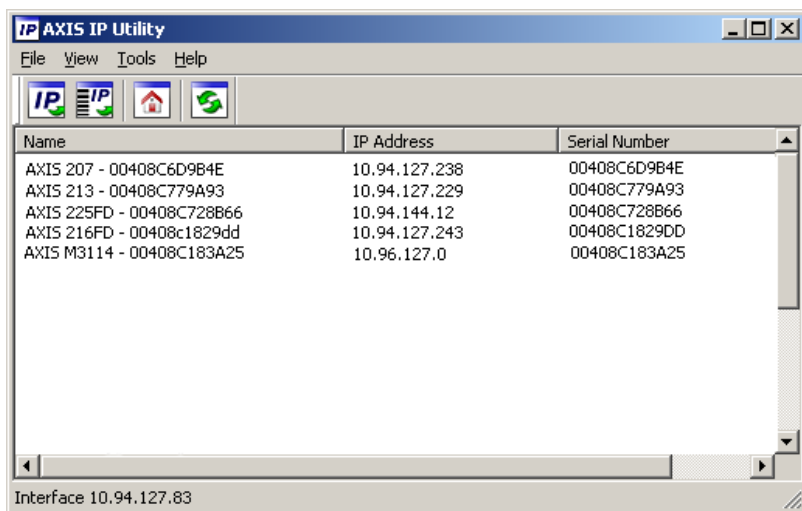 IP AXIS IP Utility
File View Tools Help
IP IP
Name IP Address Serial Number
AXIS 207 - 00408C6D9B4E 10.94.127.238 00408C6D9B4E
AXIS 213 - 00408C779A93 10.94.127.229 00408C779A93
AXIS 225FD - 00408C728B66 10.94.144.12 00408C728B66
AXIS 216FD - 00408c1829dd 10.94.127.243 00408C1829DD
AXIS M3114 - 00408C183A25 10.96.127.0 00408C183A25
Interface 10.94.127.83